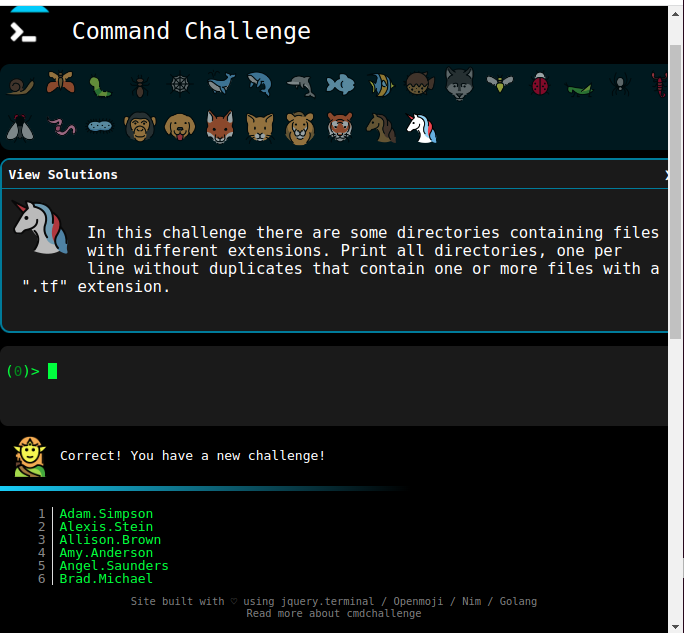 Command Challenge
View Solutions
In this challenge there are some directories containing files
with different extensions. Print all directories, one per
line without duplicates that contain one or more files with a
".tf" extension.
(0)>
Correct! You have a new challenge!
1 Adam.Simpson
2 Alexis.Stein
3 Allison.Brown
4 Amy.Anderson
5 Angel.Saunders
6 Brad.Michael
Site built with ♡ using jquery.terminal / Openmoji / Nim / Golang
Read more about cmdchallenge